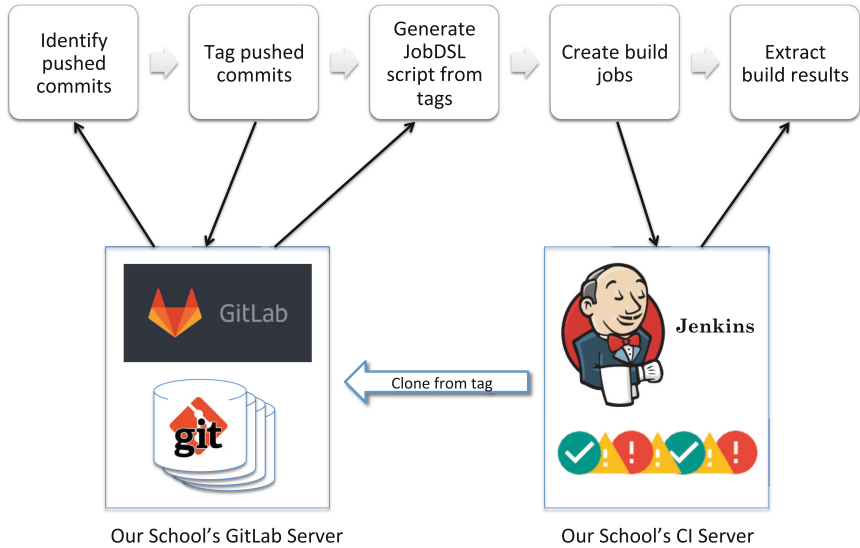 Identify
pushed
commits
Tag pushed
commits
Generate
JobDSL
script from
tags
Create build
jobs
Extract
build results
GitLab
git
Clone from tag
Jenkins
Our School's GitLab Server
Our School's CI Server